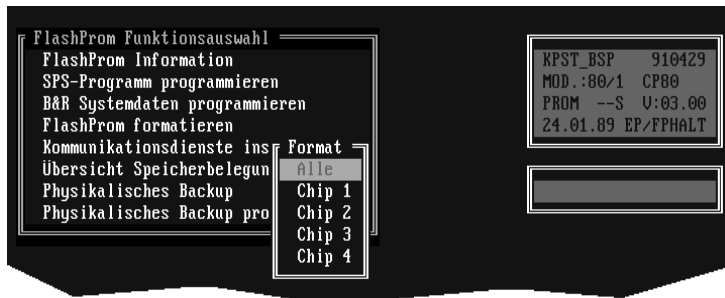 FlashProm Funktionsauswahl
FlashProm Information
SPS-Programm programmieren
B&R Systemdaten programmieren
FlashProm formatieren
Kommunikationsdienste ins
Übersicht Speicherbelegun
Physikalisches Backup
Physikalisches Backup pro
Format
Alle
Chip 1
Chip 2
Chip 3
Chip 4
KPST_BSP 910429
MOD.:80/1 CP80
PROM --S V:03.00
24.01.89 EP/FPHALT